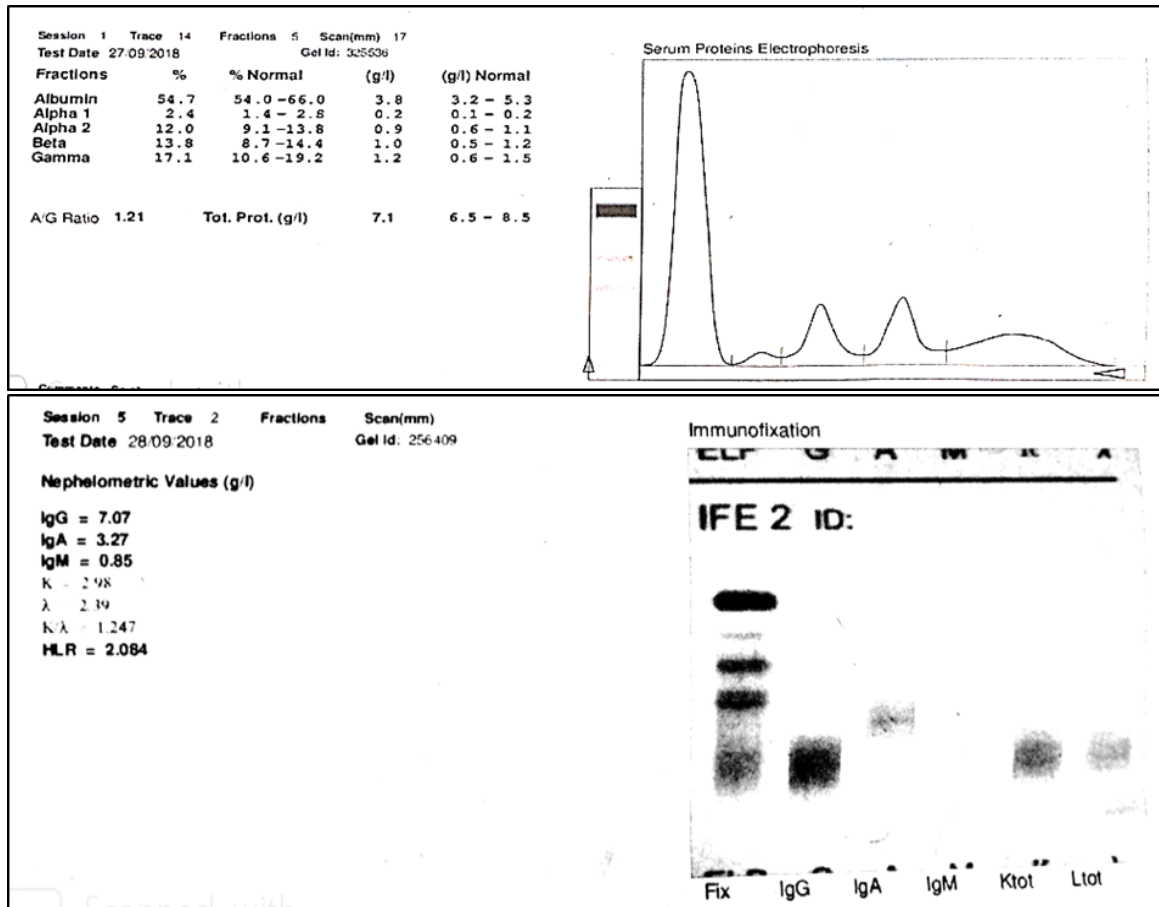 Session 1 Trace 14 Fractions 5 Scan(mm) 17
Test Date 27/09/2018 Gel Id: 325536
Fractions % % Normal (g/l) (g/l) Normal
Albumin 54.7 54.0 -66.0 3.8 3.2 - 5.3
Alpha 1 2.4 1.4 - 2.8 0.2 0.1 - 0.2
Alpha 2 12.0 9.1 -13.8 0.9 0.6 - 1.1
Beta 13.8 8.7 -14.4 1.0 0.5 - 1.2
Gamma 17.1 10.6 -19.2 1.2 0.6 - 1.5
A/G Ratio 1.21 Tot. Prot. (g/l) 7.1 6.5 - 8.5
Serum Proteins Electrophoresis
Session 5 Trace 2 Fractions Scan(mm)
Test Date 28/09/2018 Gel Id: 256409
Nephelometric Values (g/l)
IgG = 7.07
IgA = 3.27
IgM = 0.85
K = 2.98
λ 2.39
K/λ 1.247
HLR = 2.084
Immunofixation
ELP G A M K λ
IFE 2 ID:
Fix IgG IgA IgM Ktot Ltot